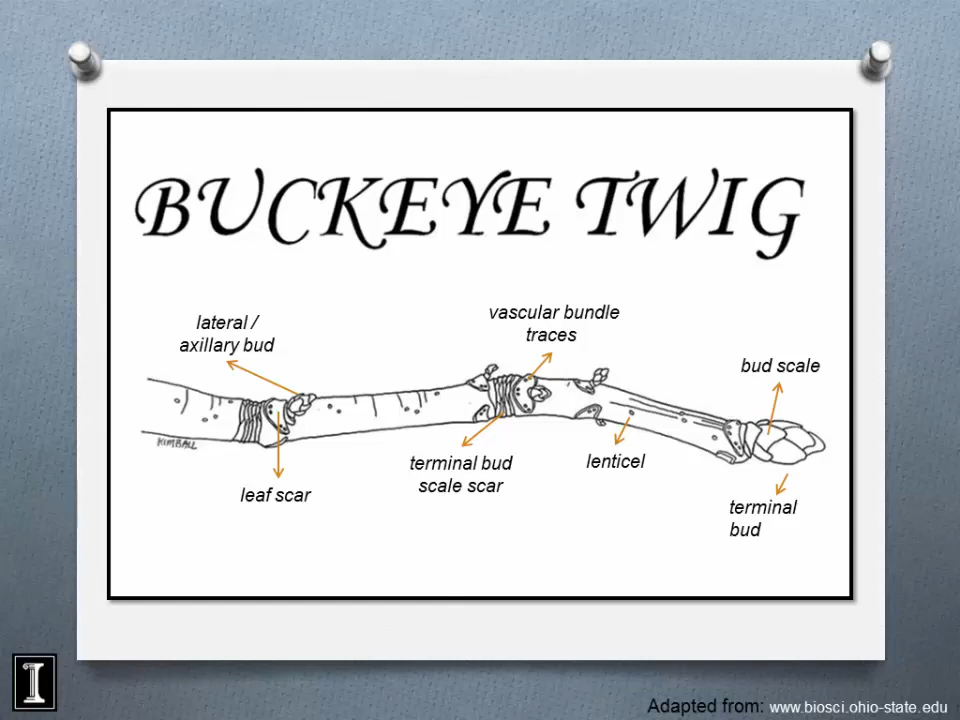 BUCKEYE TWIG
lateral /
axillary bud
vascular bundle
traces
bud scale
KIMBALL
leaf scar
terminal bud
scale scar
lenticel
terminal
bud
I
Adapted from: www.biosci.ohio-state.edu